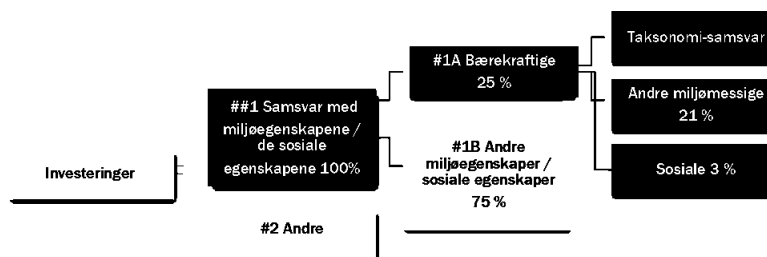 Investeringer
##1 Samsvar med
miljøegenskapene /
de sosiale
egenskapene 100%
#2 Andre
#1A Bærekraftige
25 %
#1B Andre
miljøegenskaper /
sosiale egenskaper
75 %
Taksonomi-samsvar
Andre miljømessige
21 %
Sosiale 3 %